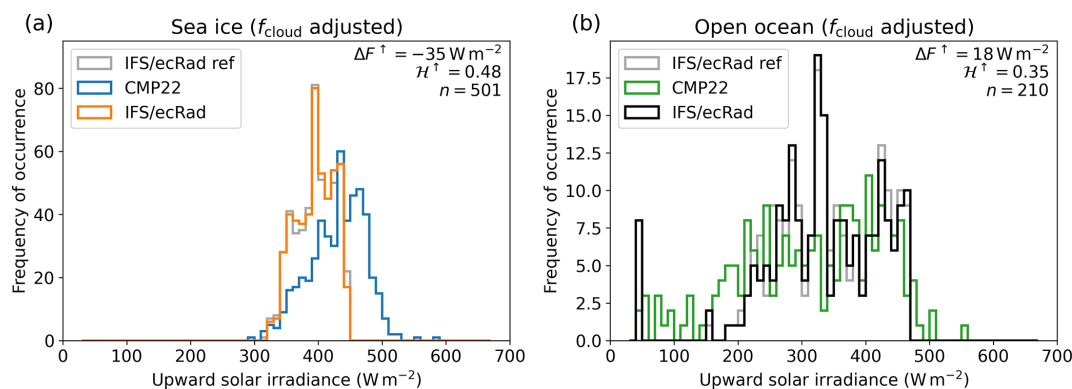 (a)
Sea ice (f_cloud adjusted)
IFS/ecRad ref
CMP22
IFS/ecRad
ΔF↑ = −35 W m−2
ℋ↑ = 0.48
n = 501
Frequency of occurrence
80
60
40
20
0
0 100 200 300 400 500 600 700
Upward solar irradiance (W m−2)
(b)
Open ocean (f_cloud adjusted)
IFS/ecRad ref
CMP22
IFS/ecRad
ΔF↑ = 18 W m−2
ℋ↑ = 0.35
n = 210
Frequency of occurrence
17.5
15.0
12.5
10.0
7.5
5.0
2.5
0.0
0 100 200 300 400 500 600 700
Upward solar irradiance (W m−2)